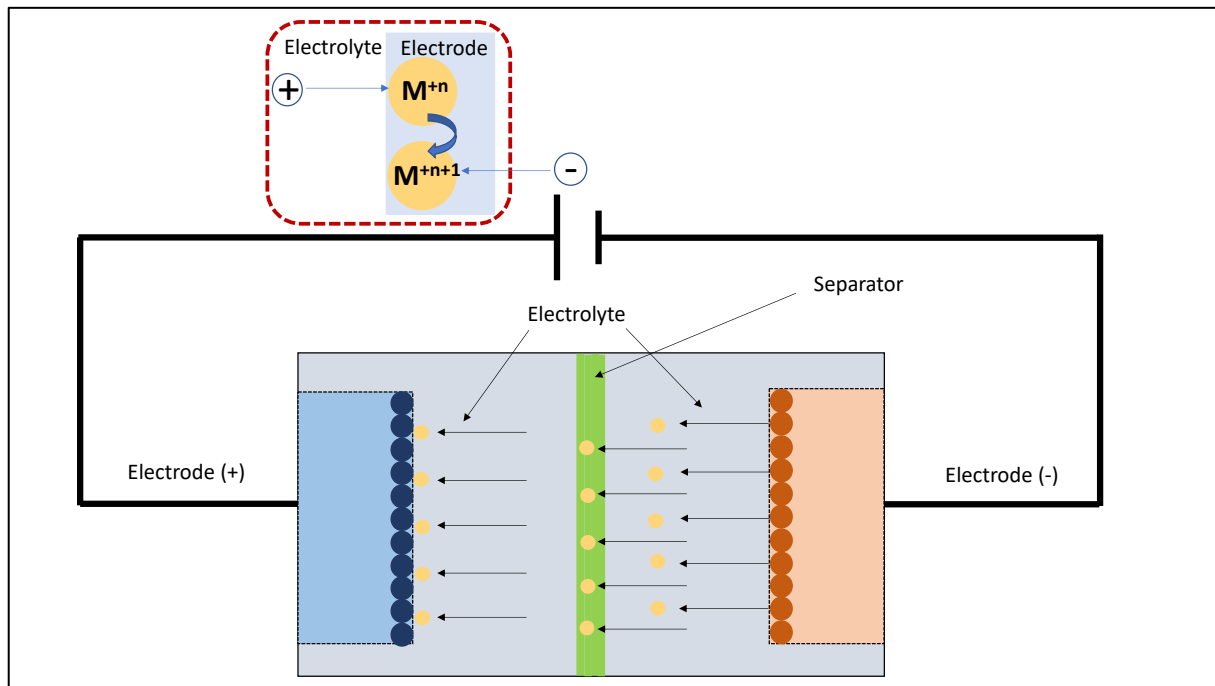 Electrolyte Electrode
+
M+n
M+n+1
-
Separator
Electrolyte
Electrode (+)
Electrode (-)